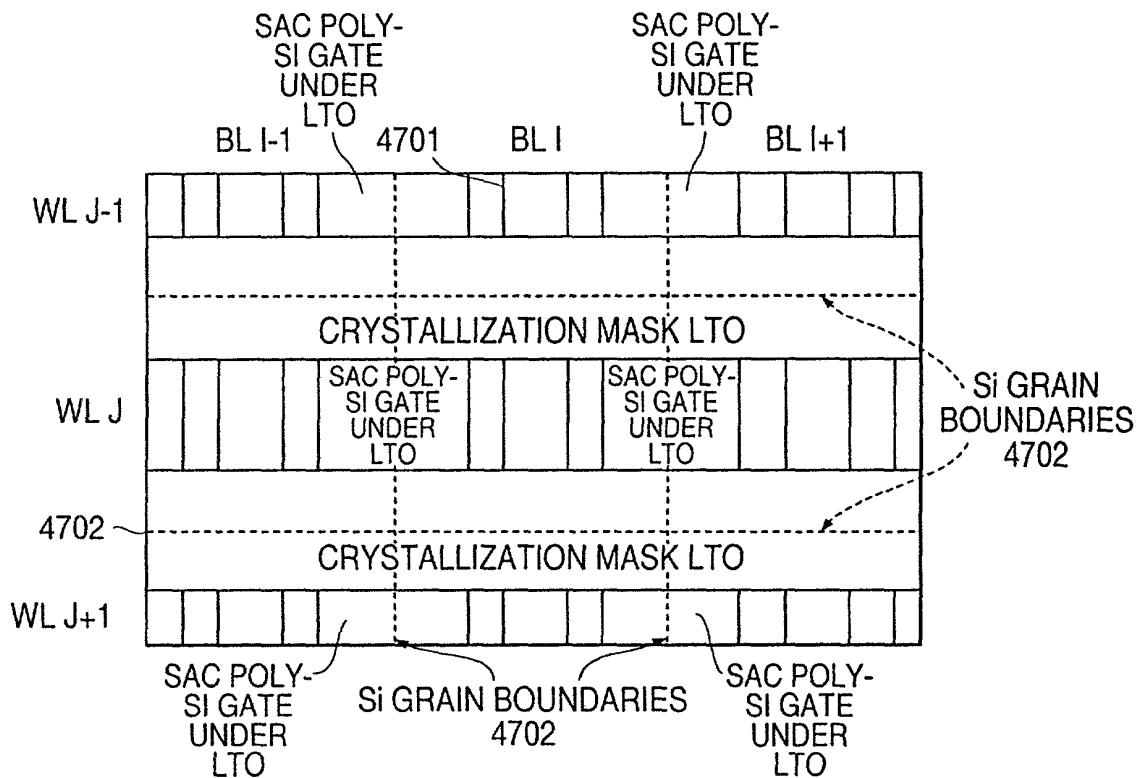 SAC POLY-
SI GATE
UNDER
LTO
SAC POLY-
SI GATE
UNDER
LTO
BL I-1
4701
BL I
BL I+1
WL J-1
CRYSTALLIZATION MASK LTO
WL J
SAC POLY-
SI GATE
UNDER
LTO
SAC POLY-
SI GATE
UNDER
LTO
Si GRAIN
BOUNDARIES
4702
4702
CRYSTALLIZATION MASK LTO
WL J+1
SAC POLY-
SI GATE
UNDER
LTO
Si GRAIN BOUNDARIES
4702
SAC POLY-
SI GATE
UNDER
LTO